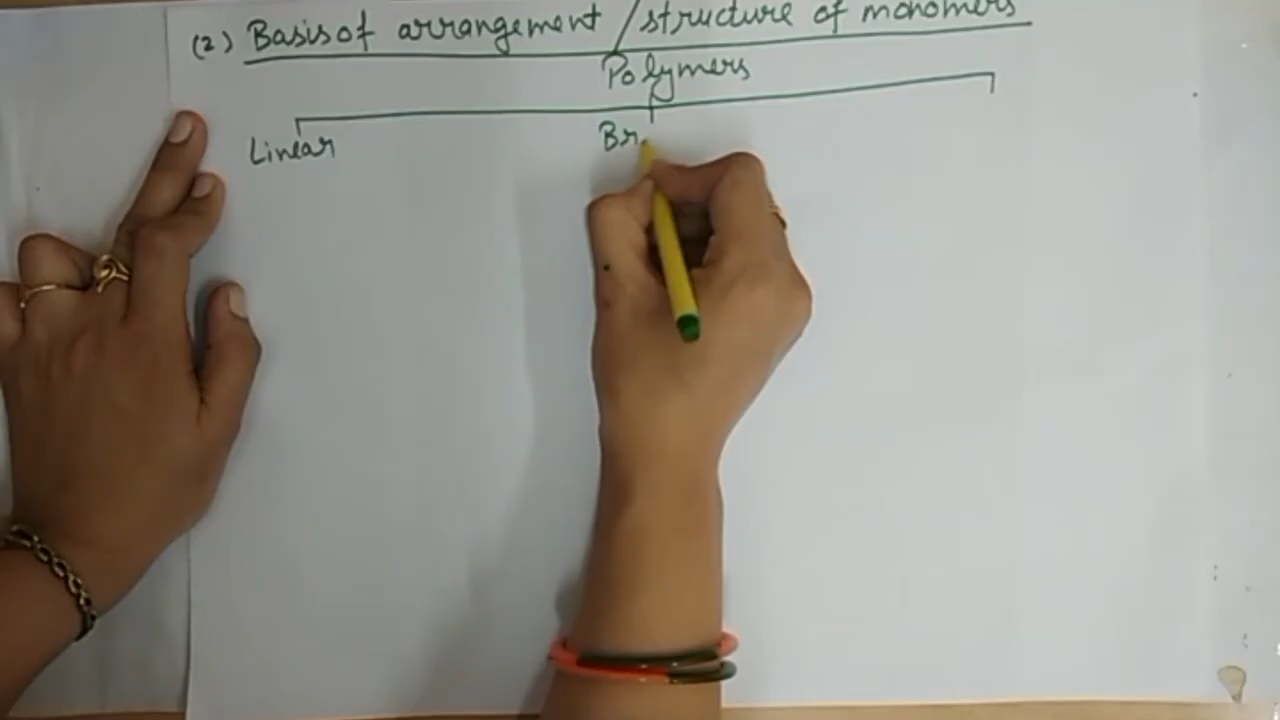 (2) Basis of arrangement / structure of monomers
Polymers
Linear
Br